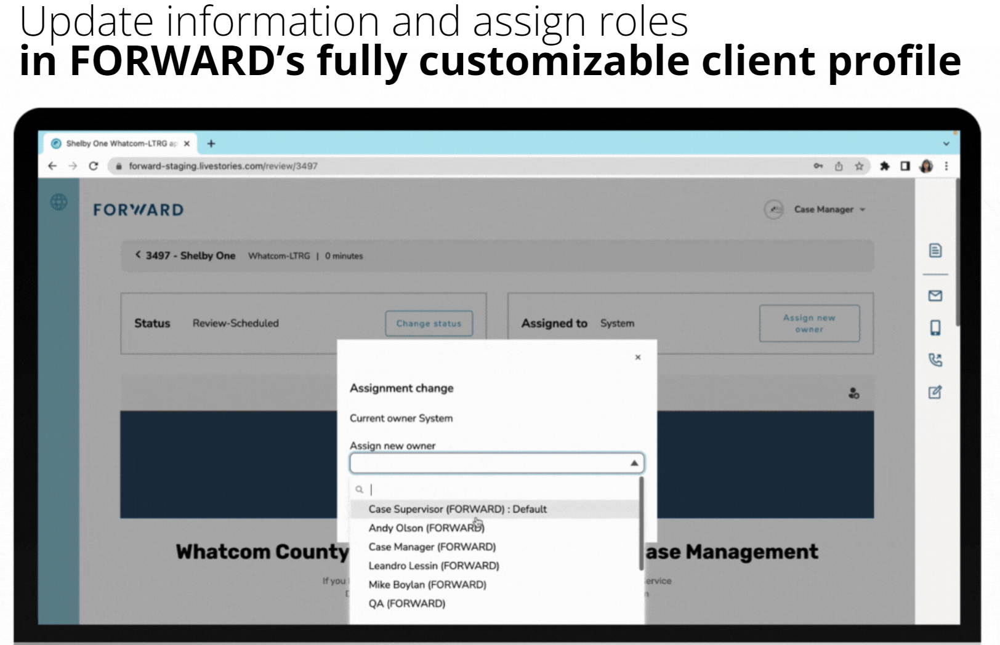 Update information and assign roles
in FORWARD’s fully customizable client profile
Shelby One Whatcom-LTRG ap
forward-staging.livestories.com/review/3497
FORWARD
Case Manager
3497 - Shelby One Whatcom-LTRG | 0 minutes
Status Review-Scheduled Change status
Assigned to System Assign new
owner
Assignment change
Current owner System
Assign new owner
Case Supervisor (FORWARD) : Default
Andy Olson (FORWARD)
Case Manager (FORWARD)
Leandro Lessin (FORWARD)
Mike Boylan (FORWARD)
QA (FORWARD)
Whatcom County ase Management
If you ervice